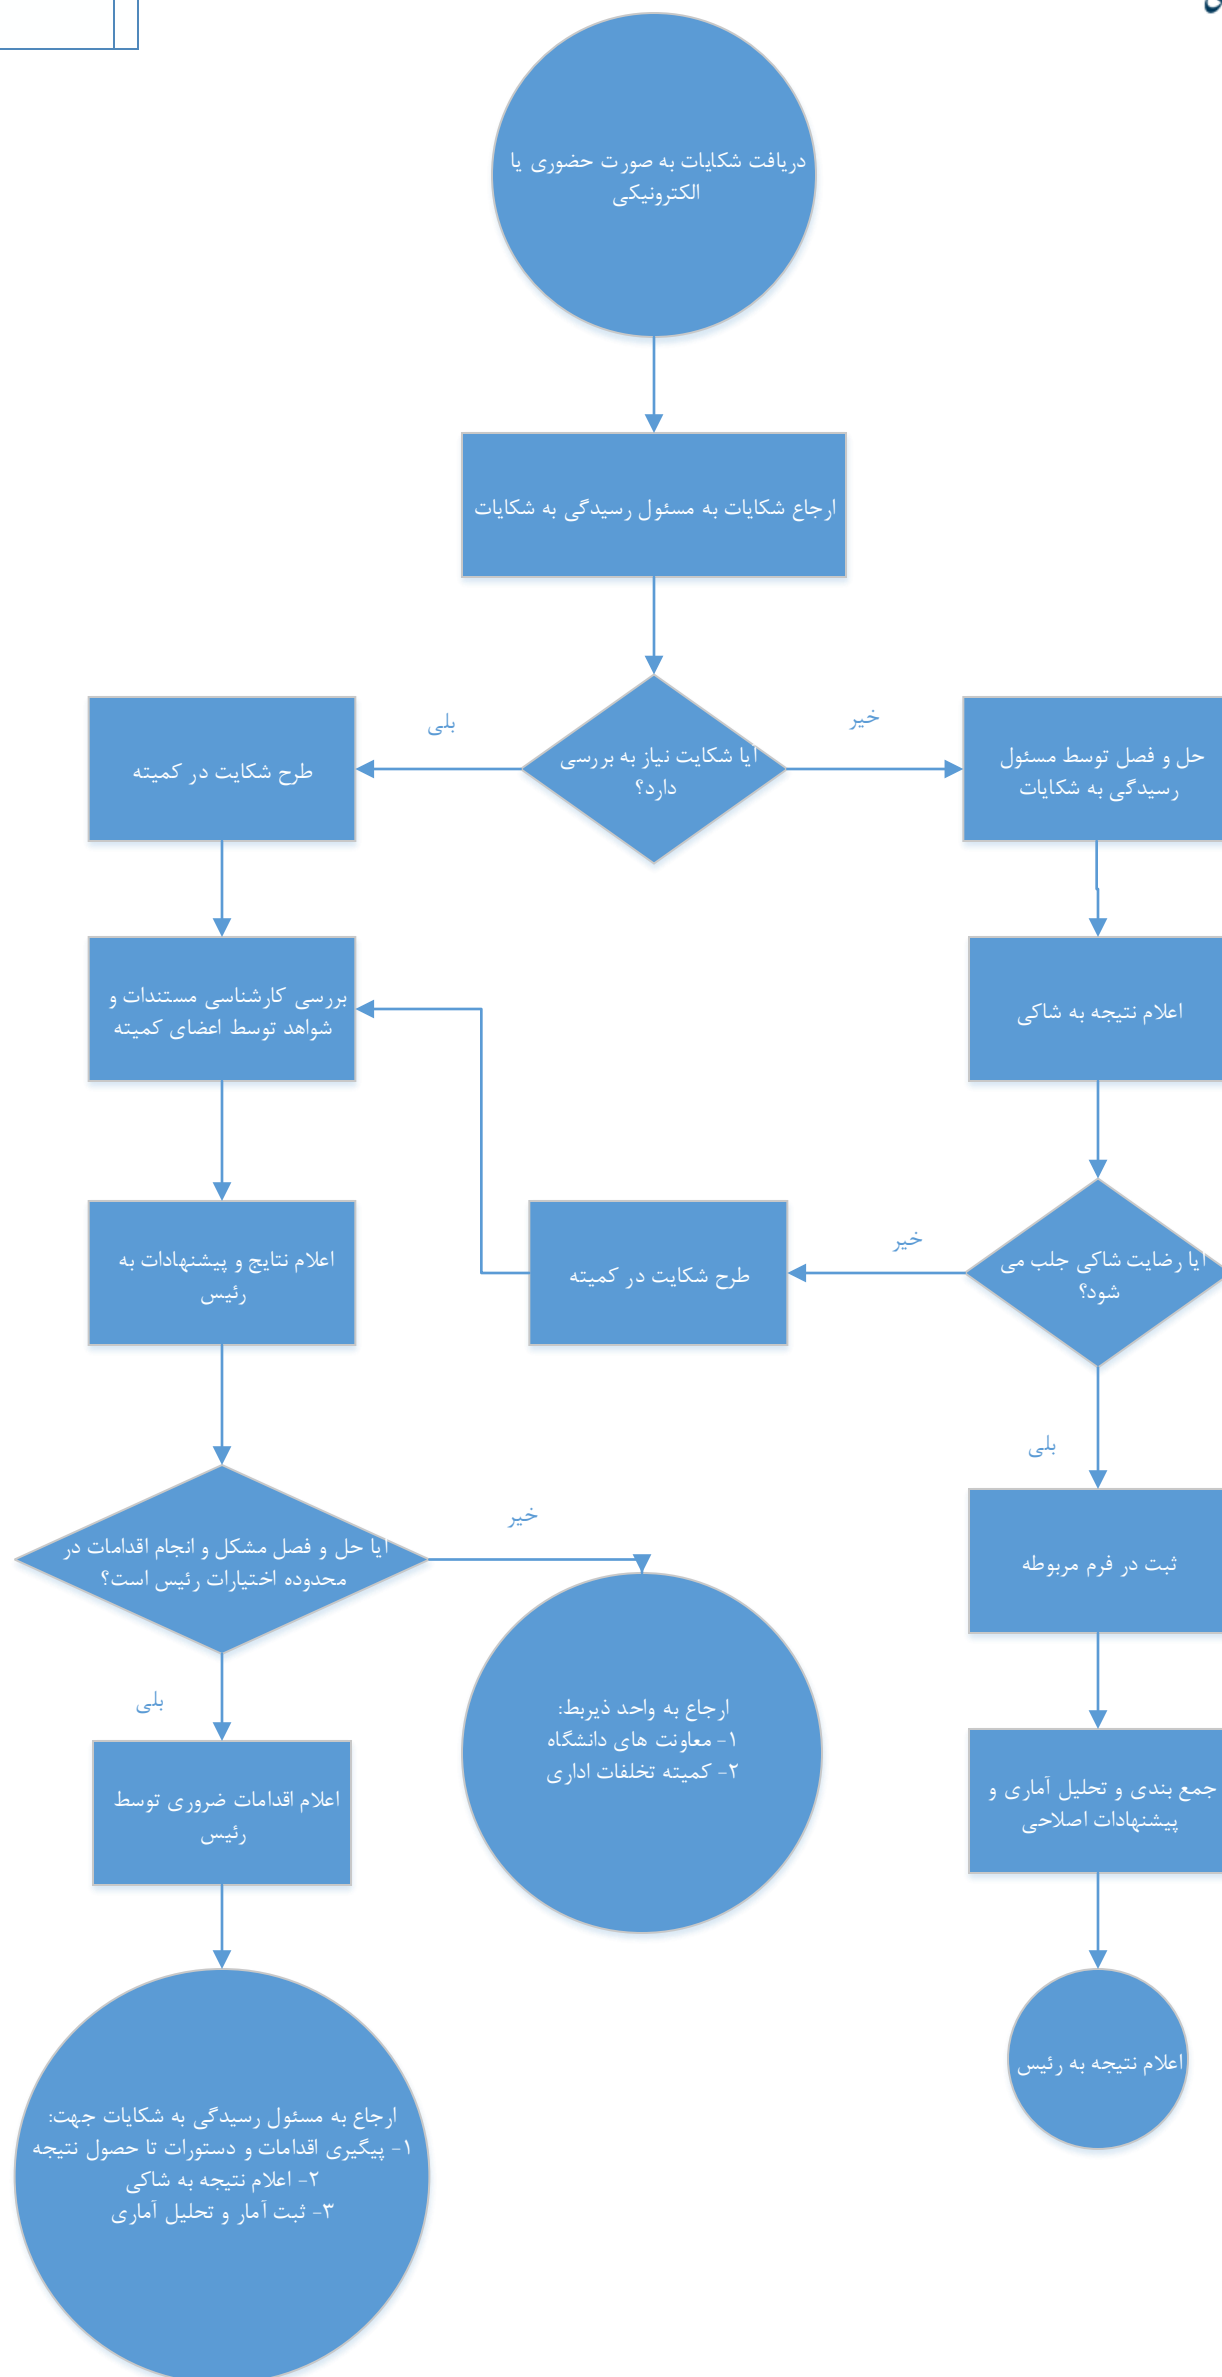 دریافت شکایات به صورت حضوری یا
الکترونیکی
ارجاع شکایات به مسئول رسیدگی به شکایات
آیا شکایت نیاز به بررسی
دارد؟
خیر
بلی
حل و فصل توسط مسئول
رسیدگی به شکایات
طرح شکایت در کمیته
اعلام نتیجه به شاکی
بررسی کارشناسی مستندات و
شواهد توسط اعضای کمیته
آیا رضایت شاکی جلب می
شود؟
خیر
طرح شکایت در کمیته
اعلام نتایج و پیشنهادات به
رئیس
بلی
ثبت در فرم مربوطه
آیا حل و فصل مشکل و انجام اقدامات در
محدوده اختیارات رئیس است؟
خیر
ارجاع به واحد ذیربط:
۱- معاونت های دانشگاه
۲- کمیته تخلفات اداری
بلی
جمع بندی و تحلیل آماری و
پیشنهادات اصلاحی
اعلام اقدامات ضروری توسط
رئیس
اعلام نتیجه به رئیس
ارجاع به مسئول رسیدگی به شکایات جهت:
۱- پیگیری اقدامات و دستورات تا حصول نتیجه
۲- اعلام نتیجه به شاکی
۳- ثبت آمار و تحلیل آماری